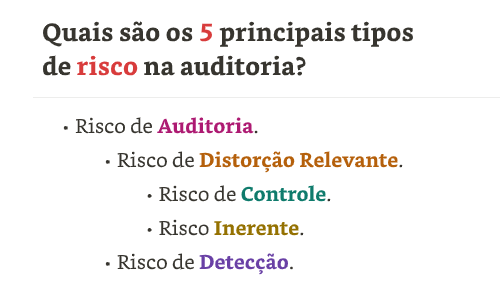 Quais são os 5 principais tipos
de risco na auditoria?
• Risco de Auditoria.
• Risco de Distorção Relevante.
• Risco de Controle.
• Risco Inerente.
• Risco de Detecção.